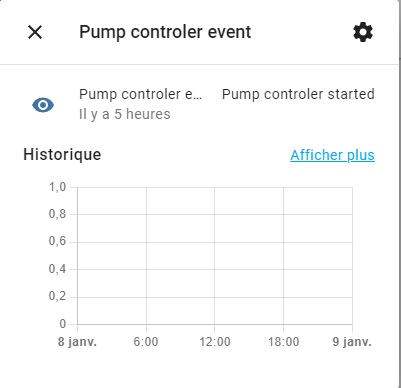 Pump controler event
Pump controler e... Pump controler started
Il y a 5 heures
Historique Afficher plus
1,0
0,8
0,6
0,4
0,2
0
8 janv. 6:00 12:00 18:00 9 janv.